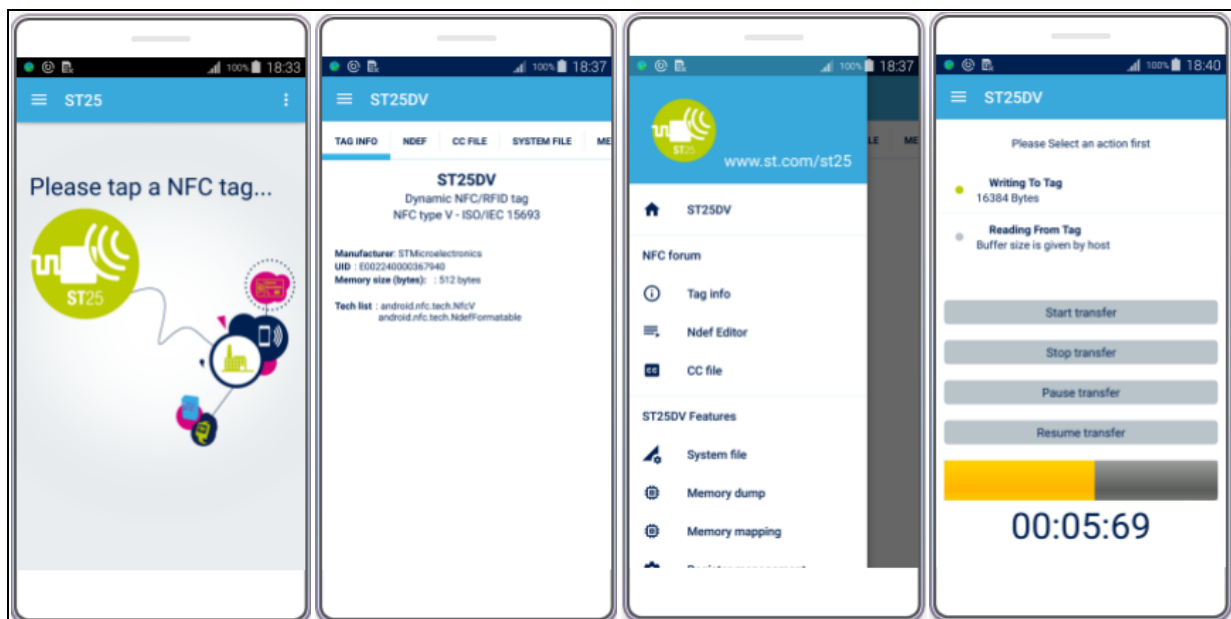 100% 18:33
ST25
Please tap a NFC tag...
ST25
100% 18:37
ST25DV
TAG INFO NDEF CC FILE SYSTEM FILE ME
ST25DV
Dynamic NFC/RFID tag
NFC type V - ISO/IEC 15693
Manufacturer: STMicroelectronics
UID : E002240000367940
Memory size (bytes): : 512 bytes
Tech list : android.nfc.tech.NfcV
android.nfc.tech.NdefFormatable
100% 18:37
ST25
www.st.com/st25
LE ME
ST25DV
NFC forum
Tag info
Ndef Editor
CC CC file
ST25DV Features
System file
Memory dump
Memory mapping
100% 18:40
ST25DV
Please Select an action first
Writing To Tag
16384 Bytes
Reading From Tag
Buffer size is given by host
Start transfer
Stop transfer
Pause transfer
Resume transfer
00:05:69